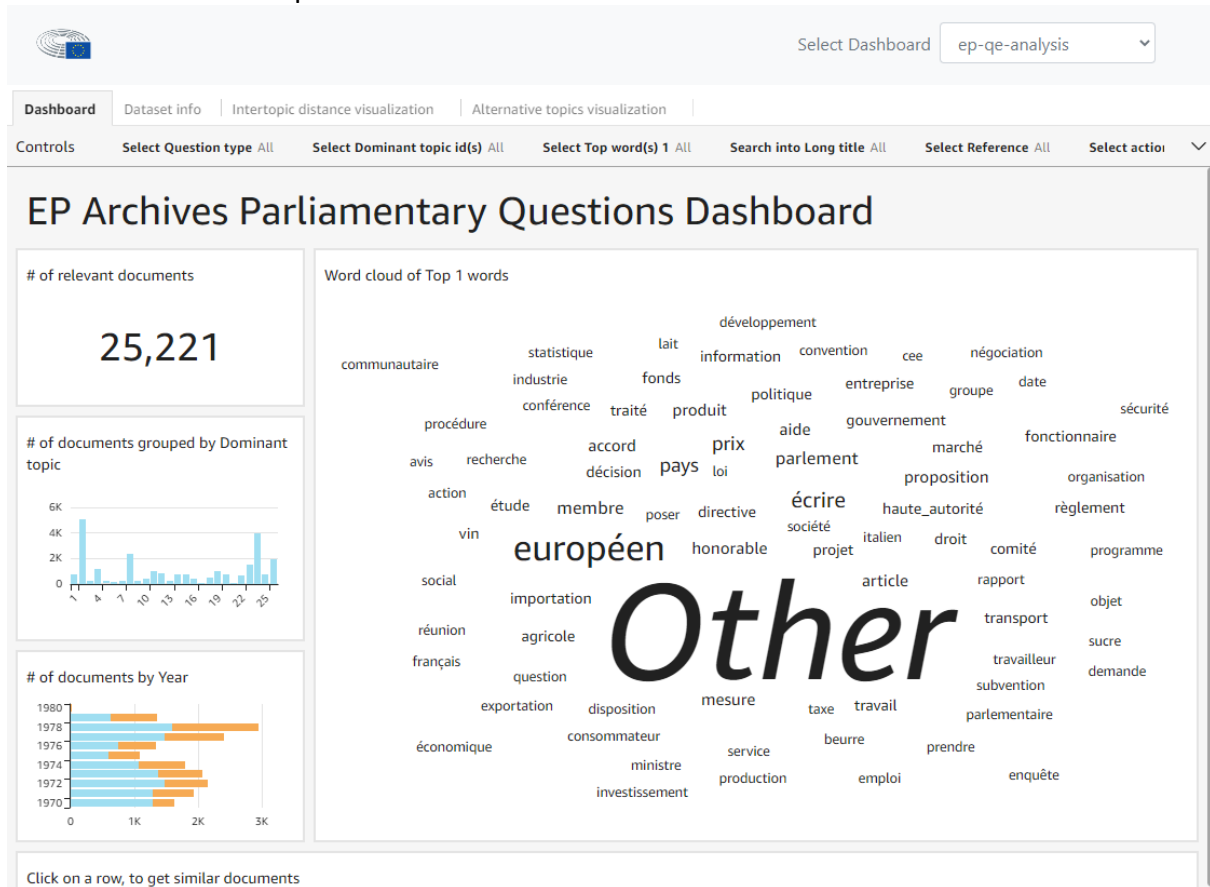 Select Dashboard ep-qe-analysis
Dashboard Dataset info Intertopic distance visualization Alternative topics visualization
Controls Select Question type All Select Dominant topic id(s) All Select Top word(s) 1 All Search into Long title All Select Reference All Select action
EP Archives Parliamentary Questions Dashboard
# of relevant documents
25,221
# of documents grouped by Dominant
topic
6K
4K
2K
0
1 4 7 10 13 16 19 22 25
# of documents by Year
1980
1978
1976
1974
1972
1970
0 1K 2K 3K
Word cloud of Top 1 words
développement
statistique lait information convention cee négociation
communautaire
industrie fonds politique entreprise groupe date
conférence traité produit sécurité
procédure aide gouvernement
accord prix marché fonctionnaire
avis recherche décision pays loi parlement proposition organisation
action étude membre poser directive écrire haute_autorité règlement
vin société italien droit
européen honorable projet comité programme
social article rapport
importation Other objet
réunion agricole transport
français travailleur sucre
question subvention demande
exportation disposition mesure taxe travail parlementaire
économique consommateur service beurre prendre
ministre
production emploi enquête
investissement
Click on a row, to get similar documents